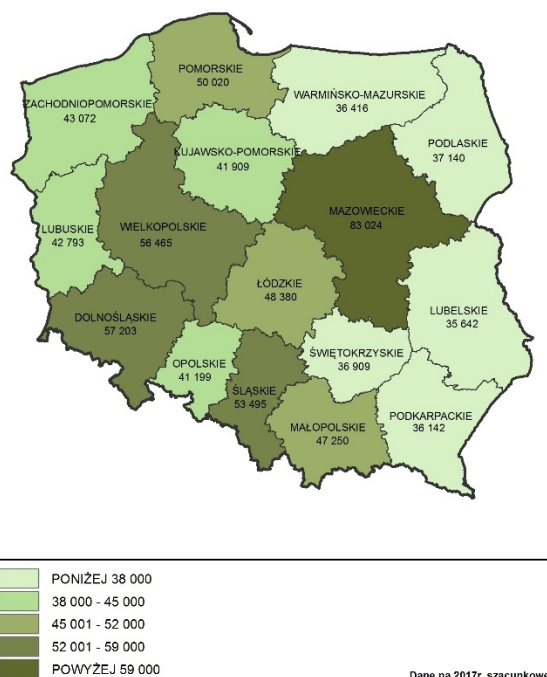 POMORSKIE
50 020
WARMIŃSKO-MAZURSKIE
36 416
ZACHODNIOPOMORSKIE
43 072
PODLASKIE
37 140
KUJAWSKO-POMORSKIE
41 909
MAZOWIECKIE
83 024
WIELKOPOLSKIE
56 465
LUBUSKIE
42 793
ŁÓDZKIE
48 380
LUBELSKIE
35 642
DOLNOŚLĄSKIE
57 203
ŚWIĘTOKRZYSKIE
36 909
OPOLSKIE
41 199
ŚLĄSKIE
53 495
PODKARPACKIE
36 142
MAŁOPOLSKIE
47 250
PONIŻEJ 38 000
38 000 - 45 000
45 001 - 52 000
52 001 - 59 000
POWYŻEJ 59 000
Dane na 2017r. szacunkowe